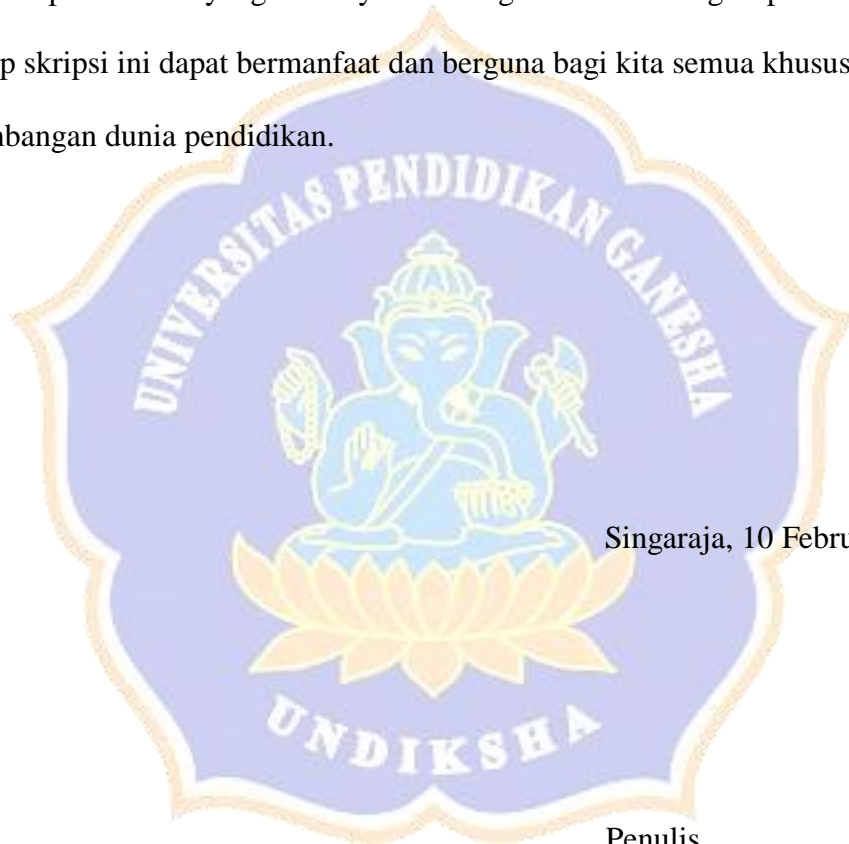 p skripsi ini dapat bermanfaat dan berguna bagi kita semua khusus
mbangan dunia pendidikan.
UNIVERSITAS PENDIDIKAN GANESHA
Singaraja, 10 Febru
UNDIKSHA
Penulis